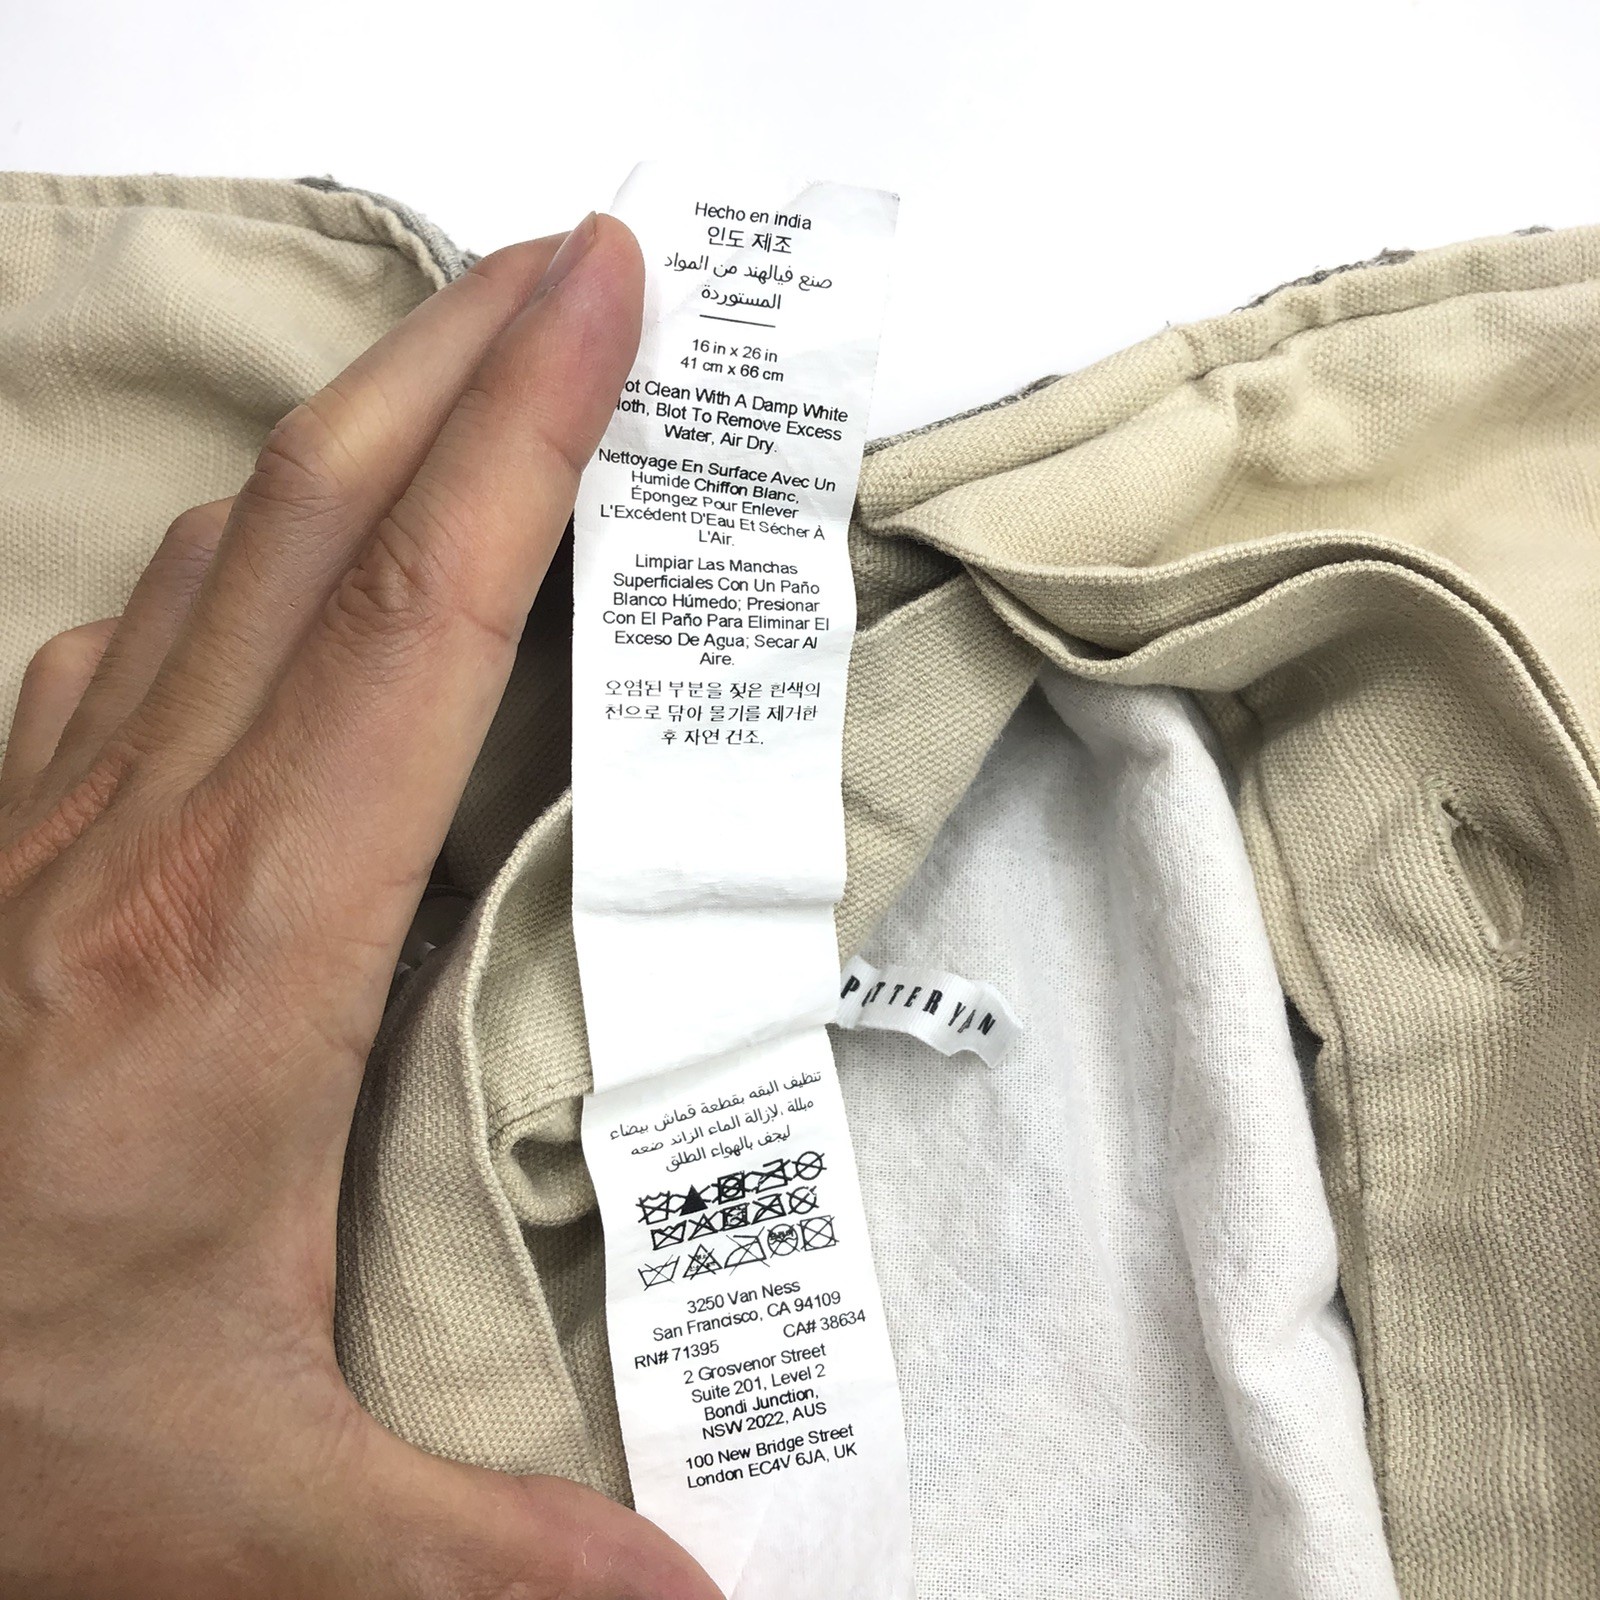 Hecho en india
인도 제조
صنع فيالهند من المواد
المستوردة
16 in x 26 in
41 cm x 66 cm
ot Clean With A Damp White
loth, Blot To Remove Excess
Water, Air Dry.
Nettoyage En Surface Avec Un
Humide Chiffon Blanc,
Épongez Pour Enlever
L'Excédent D'Eau Et Sécher À
L'Air.
Limpiar Las Manchas
Superficiales Con Un Paño
Blanco Húmedo; Presionar
Con El Paño Para Eliminar El
Exceso De Agua; Secar Al
Aire.
오염된 부분을 젖은 흰색의
천으로 닦아 물기를 제거한
후 자연 건조.
POTTERY
تنظيف البقه بقطعة قماش بيضاء
مبللة ,لإزالة الماء الزائد ضعه
ليجف بالهواء الطلق
3250 Van Ness
San Francisco, CA 94109
RN# 71395 CA# 38634
2 Grosvenor Street
Suite 201, Level 2
Bondi Junction,
NSW 2022, AUS
100 New Bridge Street
London EC4V 6JA, UK